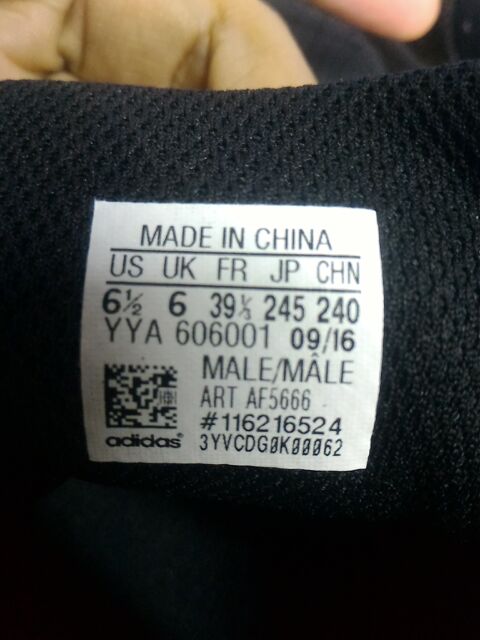 MADE IN CHINA
US UK FR JP CHN
6½ 6 39⅓ 245 240
YYA 606001 09/16
MALE/MÂLE
ART AF5666
#116216524
adidas 3YVCDG0K00062